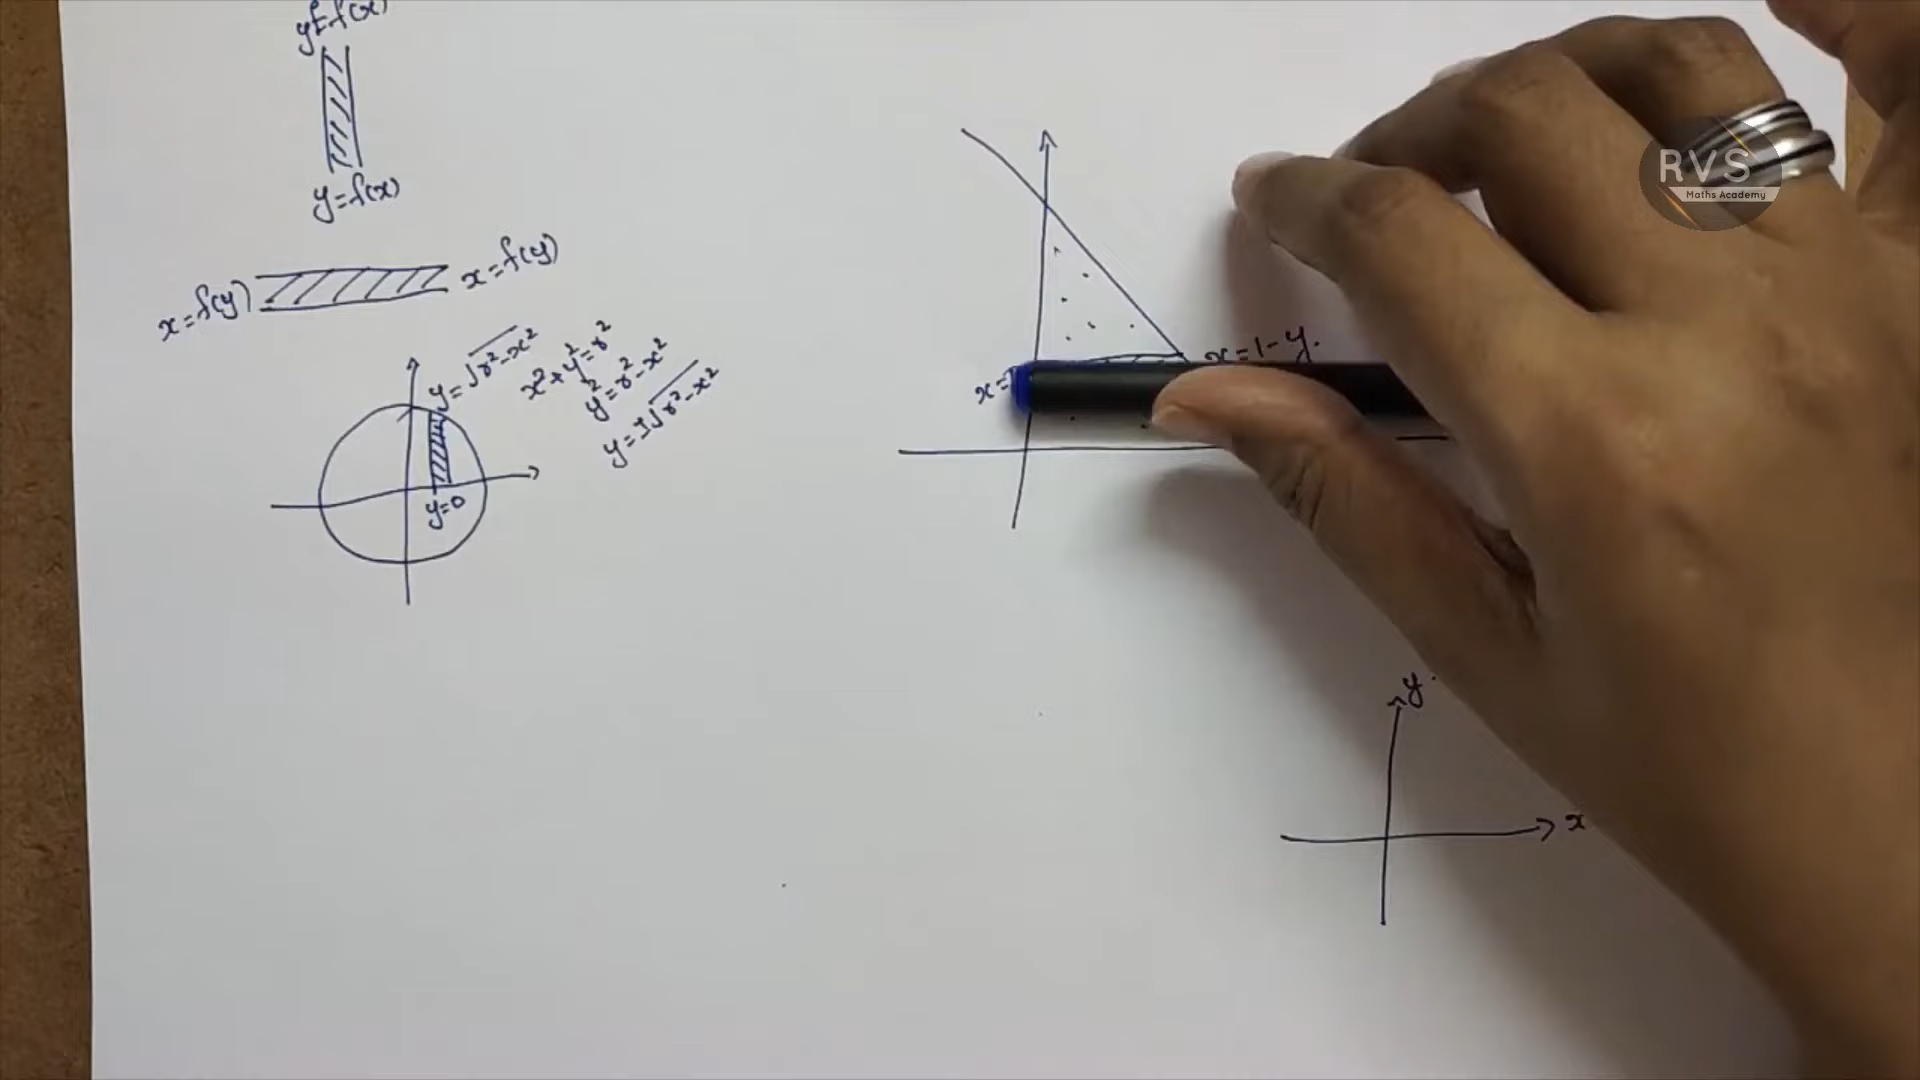 y=f(x)
y=f(x)
x=f(y)
x=f(y)
y=√r²-x²
x²+y²=r²
y²=r²-x²
y=±√r²-x²
y=0
x=
x=1-y.
y.
x
RVS
Maths Academy